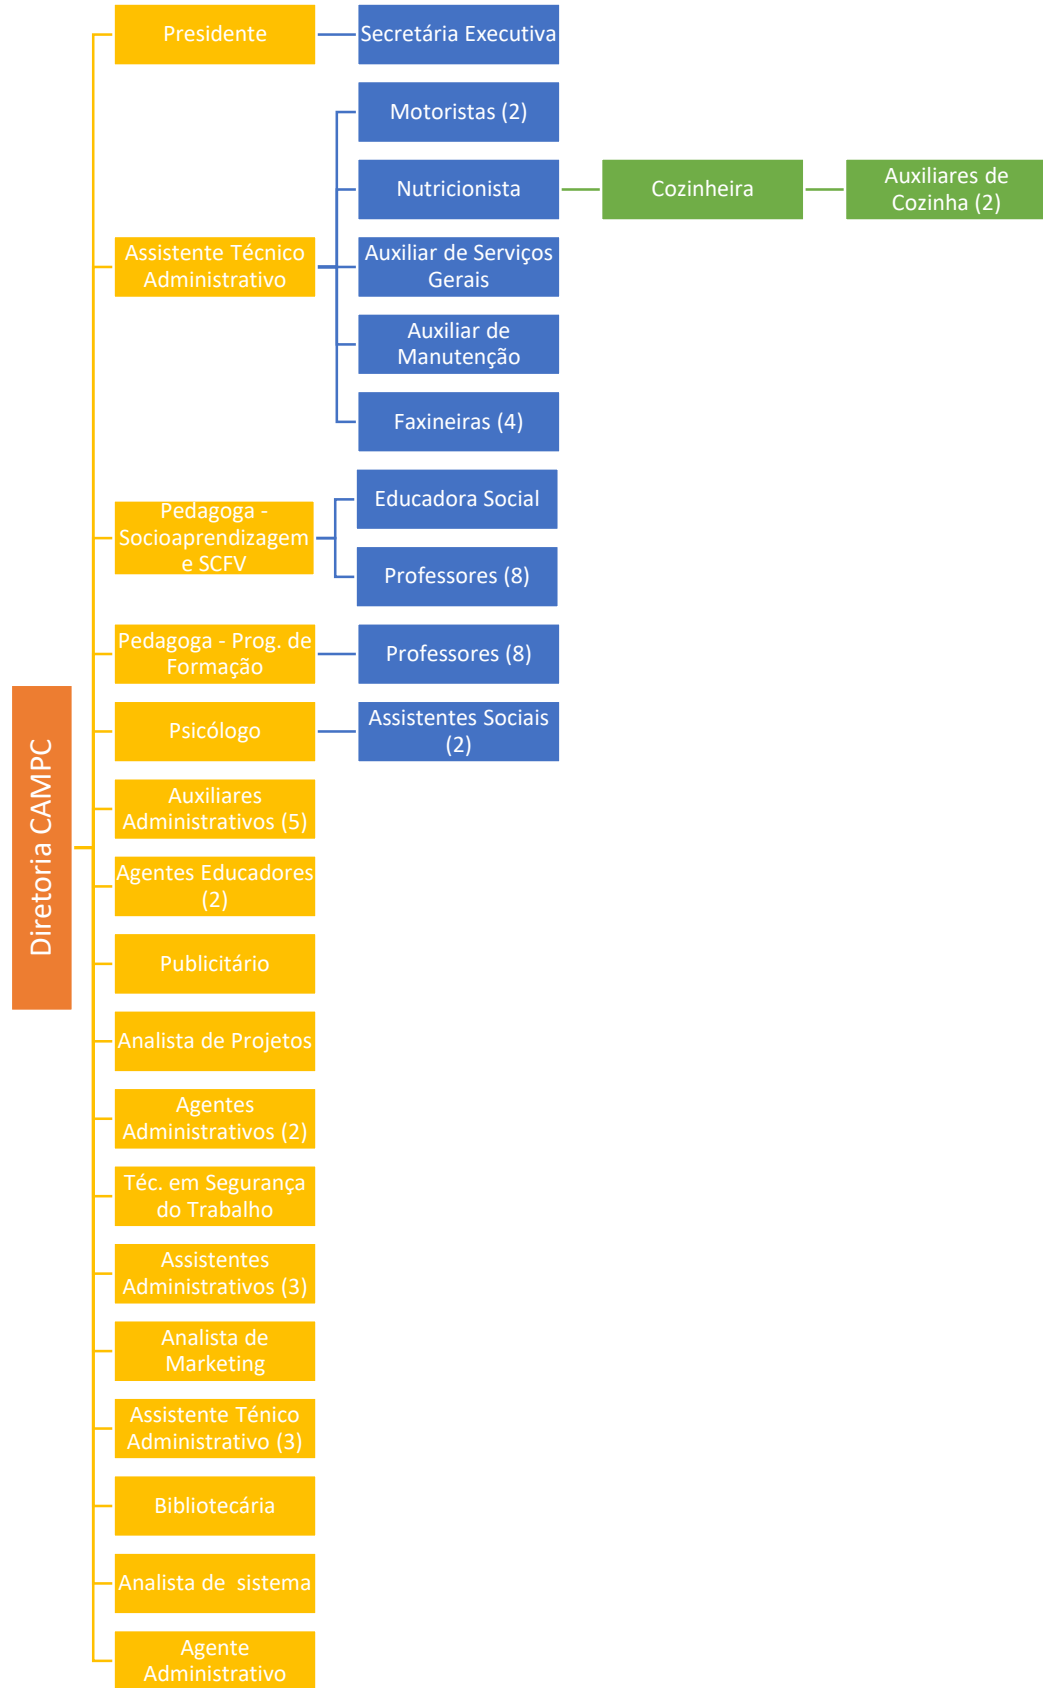 Diretoria CAMPC
Presidente
Secretária Executiva
Assistente Técnico
Administrativo
Motoristas (2)
Nutricionista
Cozinheira
Auxiliares de
Cozinha (2)
Auxiliar de Serviços
Gerais
Auxiliar de
Manutenção
Faxineiras (4)
Pedagoga -
Socioaprendizagem
e SCFV
Educadora Social
Professores (8)
Pedagoga - Prog. de
Formação
Professores (8)
Psicólogo
Assistentes Sociais
(2)
Auxiliares
Administrativos (5)
Agentes Educadores
(2)
Publicitário
Analista de Projetos
Agentes
Administrativos (2)
Téc. em Segurança
do Trabalho
Assistentes
Administrativos (3)
Analista de
Marketing
Assistente Ténico
Administrativo (3)
Bibliotecária
Analista de  sistema
Agente
Administrativo